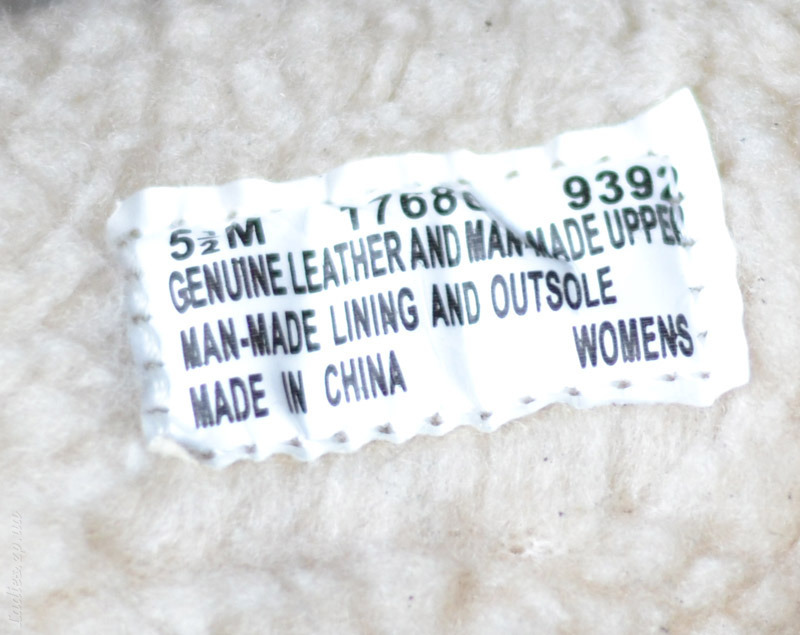 5½M 9392
GENUINE LEATHER AND MAN-MADE UPPER
MAN-MADE LINING AND OUTSOLE
MADE IN CHINA WOMENS